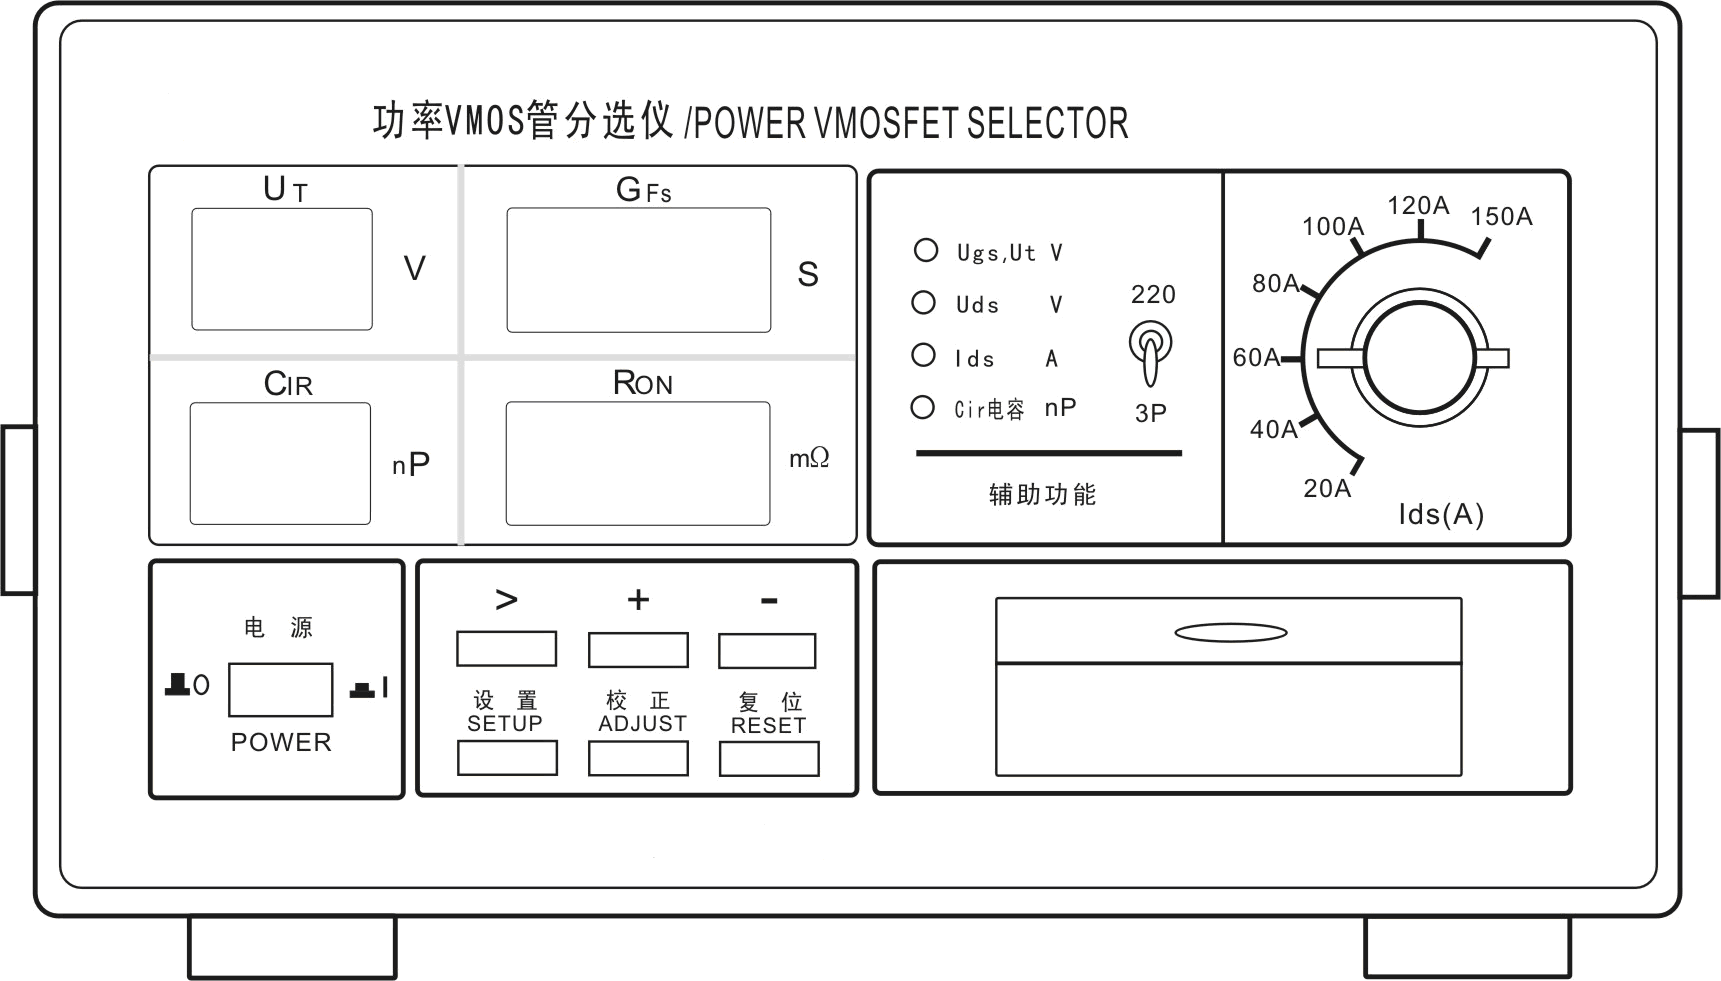 功率VMOS管分选仪/POWER VMOSFET SELECTOR
UT
V
GFs
S
CIR
nP
RON
mΩ
Ugs,Ut V
Uds V
Ids A
Cir电容 nP
220
3P
辅助功能
20A
40A
60A
80A
100A
120A
150A
Ids(A)
电 源
O
I
POWER
>
+
-
设 置
SETUP
校 正
ADJUST
复 位
RESET